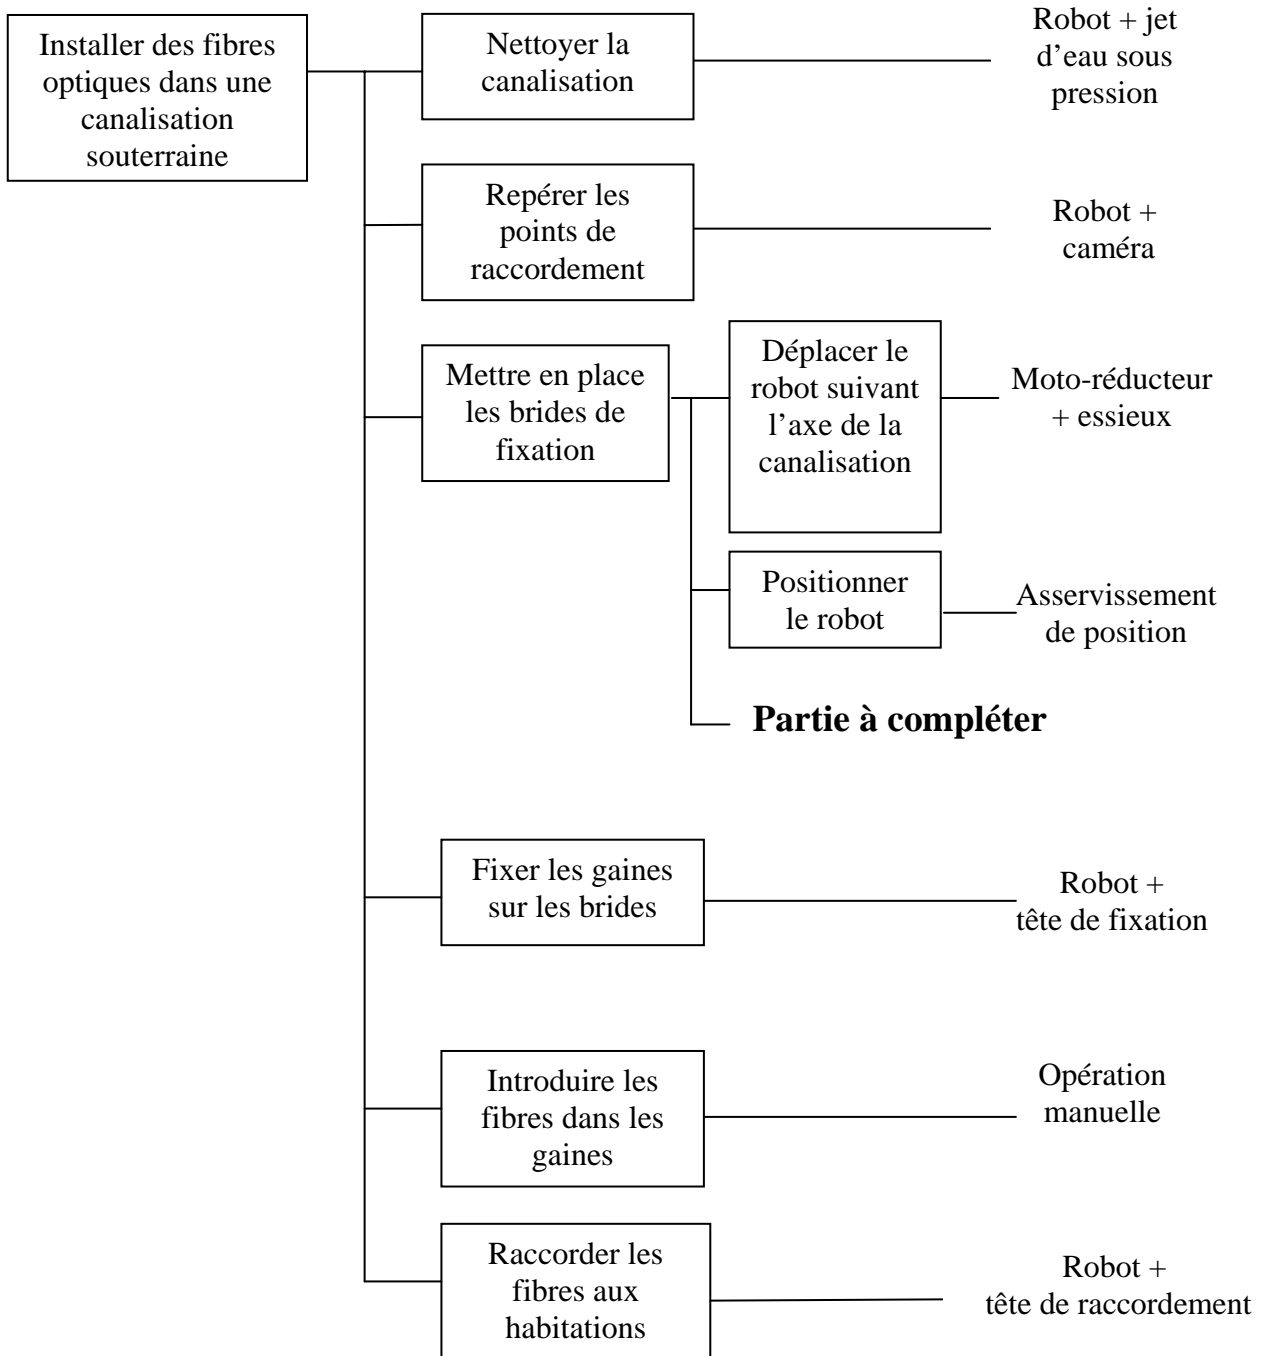 Installer des fibres
optiques dans une
canalisation
souterraine
Nettoyer la
canalisation
Robot + jet
d’eau sous
pression
Repérer les
points de
raccordement
Robot +
caméra
Mettre en place
les brides de
fixation
Déplacer le
robot suivant
l’axe de la
canalisation
Moto-réducteur
+ essieux
Positionner
le robot
Asservissement
de position
Partie à compléter
Fixer les gaines
sur les brides
Robot +
tête de fixation
Introduire les
fibres dans les
gaines
Opération
manuelle
Raccorder les
fibres aux
habitations
Robot +
tête de raccordement